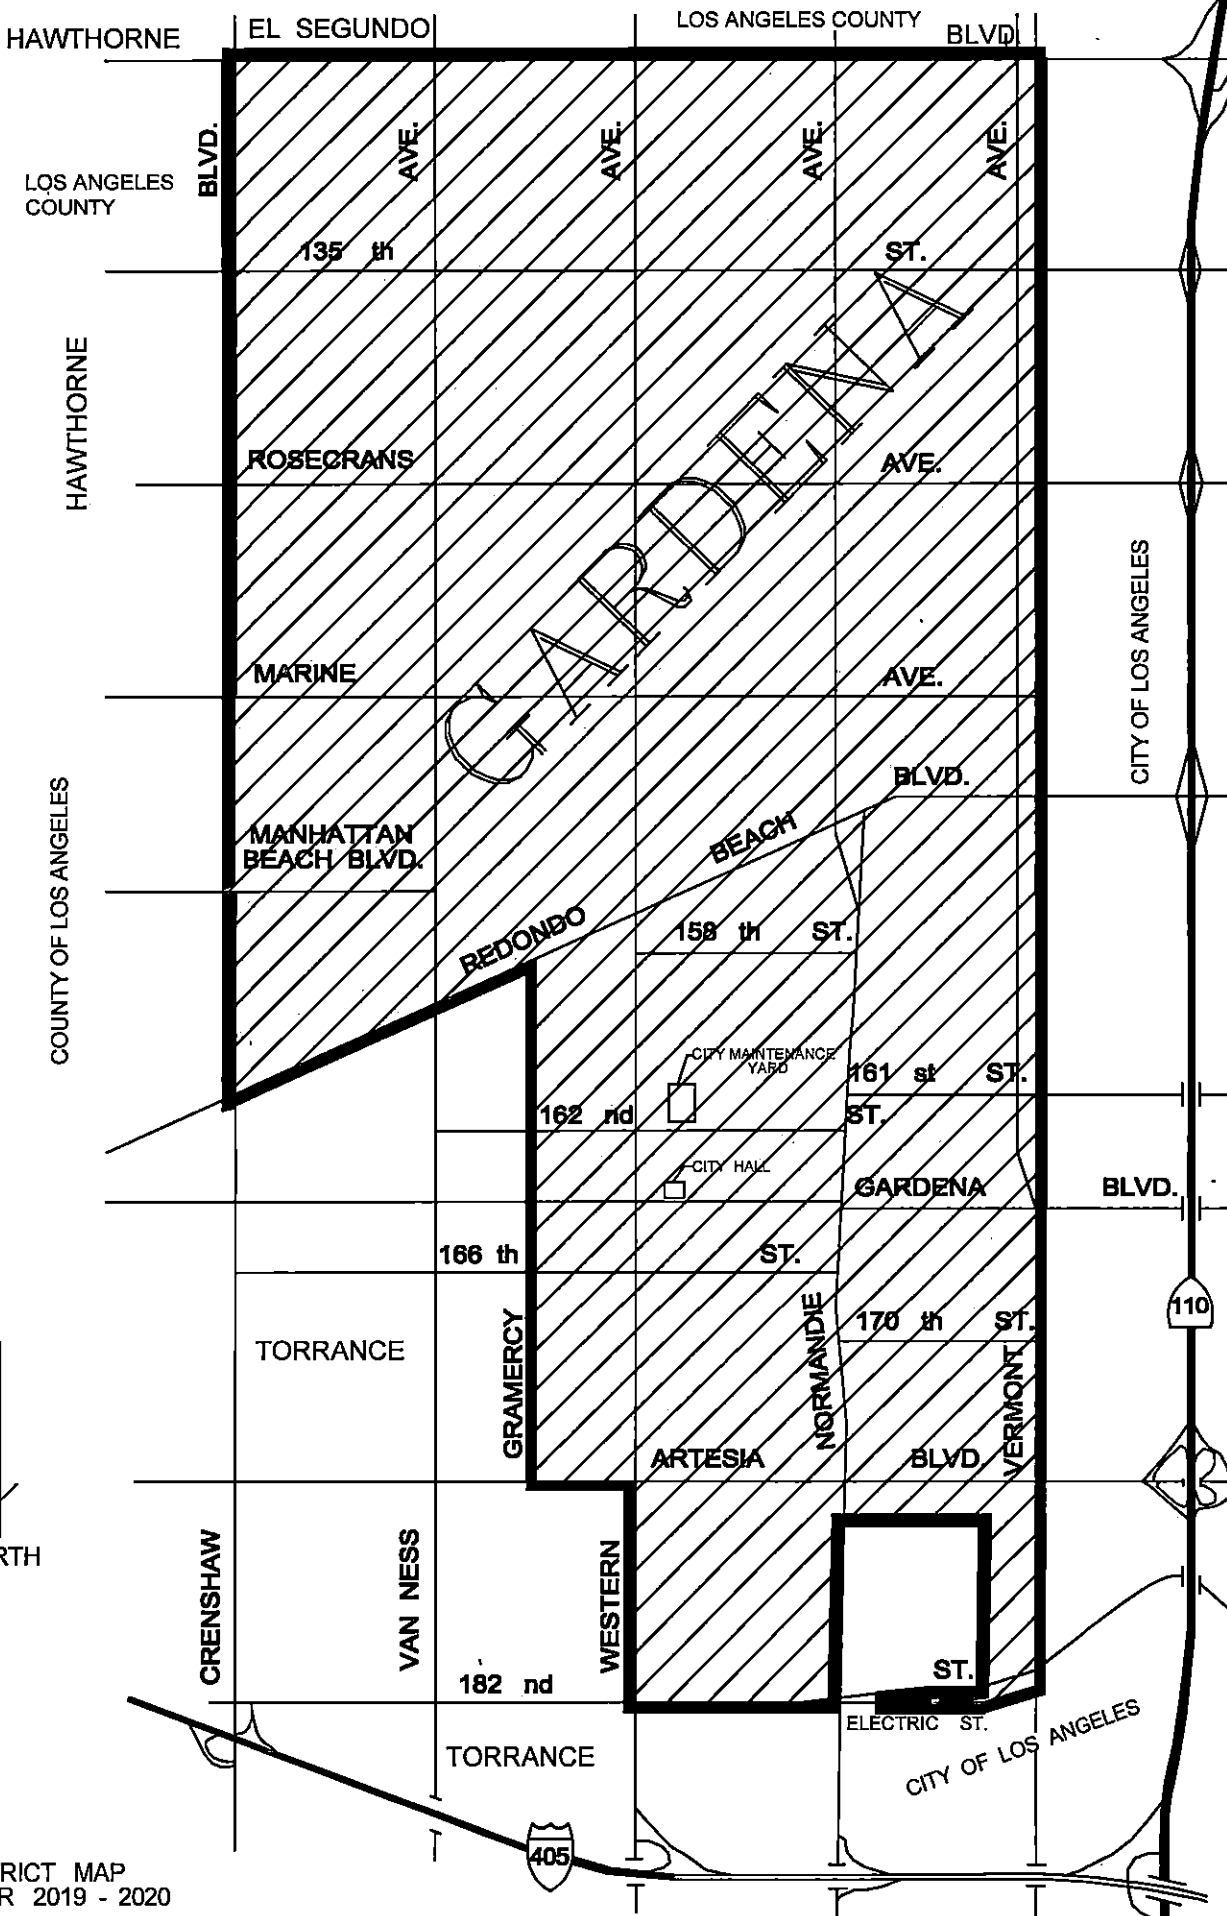 HAWTHORNE
EL SEGUNDO
LOS ANGELES COUNTY
BLVD.
BLVD.
AVE.
AVE.
AVE.
AVE.
LOS ANGELES
COUNTY
135 th
ST.
HAWTHORNE
GARDENA
ROSECRANS
AVE.
CITY OF LOS ANGELES
MARINE
AVE.
COUNTY OF LOS ANGELES
BLVD.
MANHATTAN
BEACH BLVD.
REDONDO
BEACH
158 th
ST.
CITY MAINTENANCE
YARD
161 st
ST.
162 nd
ST.
CITY HALL
GARDENA
BLVD.
166 th
ST.
110
TORRANCE
GRAMERCY
NORMANDIE
170 th
ST.
VERMONT
ARTESIA
BLVD.
RTH
CRENSHAW
VAN NESS
WESTERN
182 nd
ST.
ELECTRIC ST.
TORRANCE
CITY OF LOS ANGELES
405
RICT MAP
R 2019 - 2020